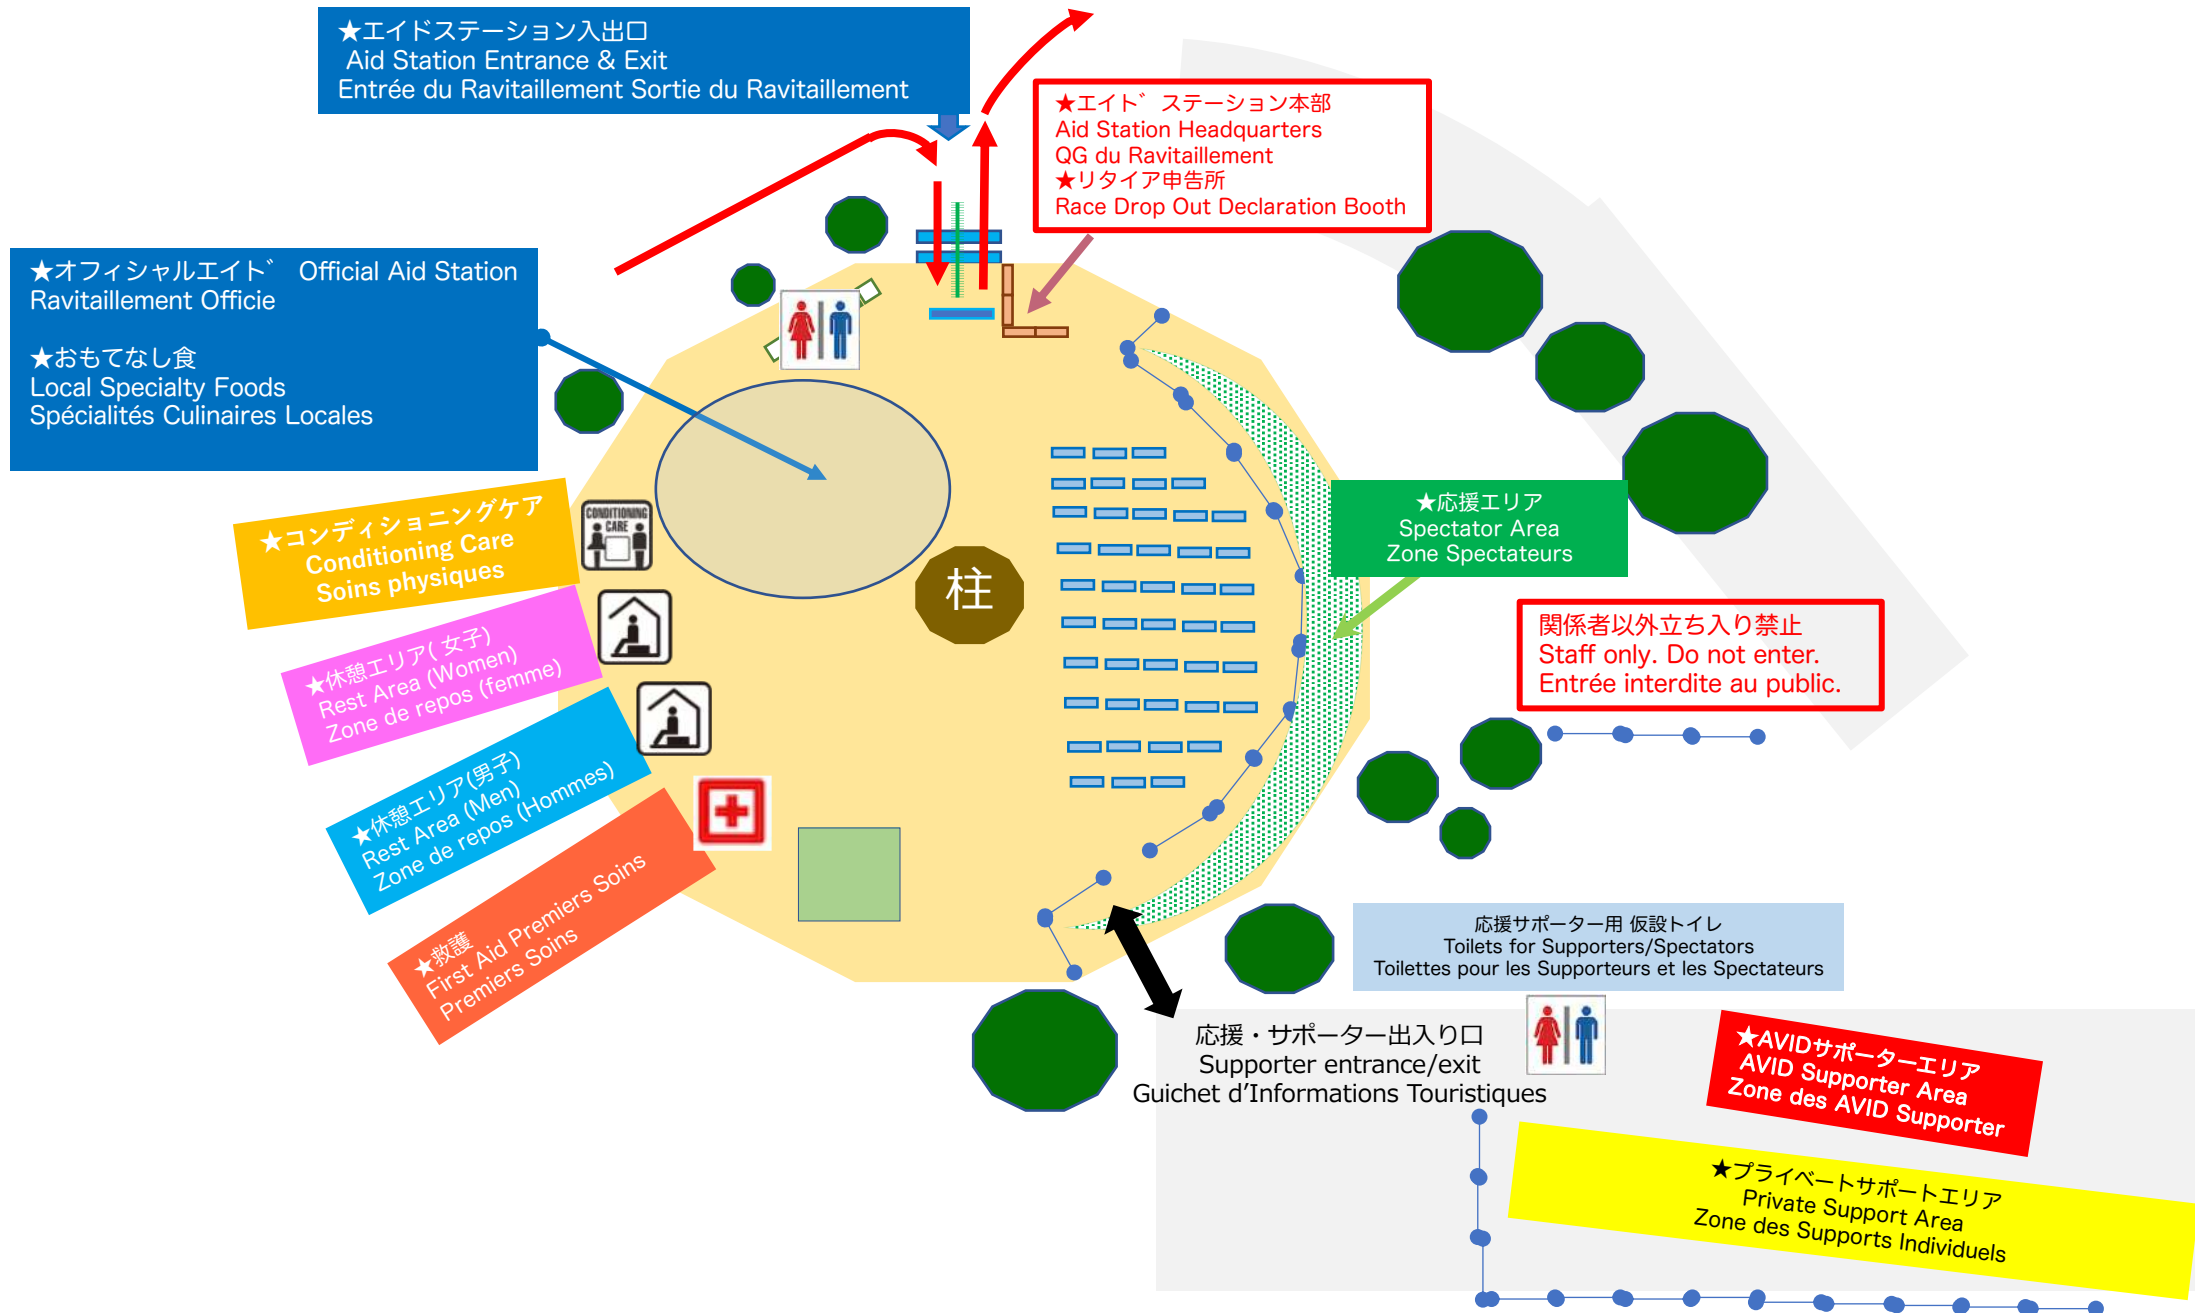 ★エイドステーション入出口
Aid Station Entrance & Exit
Entrée du Ravitaillement Sortie du Ravitaillement
★エイト゛ステーション本部
Aid Station Headquarters
QG du Ravitaillement
★リタイア申告所
Race Drop Out Declaration Booth
★オフィシャルエイト゛ Official Aid Station
Ravitaillement Officie
★おもてなし食
Local Specialty Foods
Spécialités Culinaires Locales
★コンディショニングケア
Conditioning Care
Soins physiques
CONDITIONING
CARE
★休憩エリア( 女子)
Rest Area (Women)
Zone de repos (femme)
★休憩エリア(男子)
Rest Area (Men)
Zone de repos (Hommes)
★救護
First Aid Premiers Soins
Premiers Soins
柱
★応援エリア
Spectator Area
Zone Spectateurs
関係者以外立ち入り禁止
Staff only. Do not enter.
Entrée interdite au public.
応援サポーター用 仮設トイレ
Toilets for Supporters/Spectators
Toilettes pour les Supporteurs et les Spectateurs
応援・サポーター出入り口
Supporter entrance/exit
Guichet d’Informations Touristiques
★AVIDサポーターエリア
AVID Supporter Area
Zone des AVID Supporter
★プライベートサポートエリア
Private Support Area
Zone des Supports Individuels